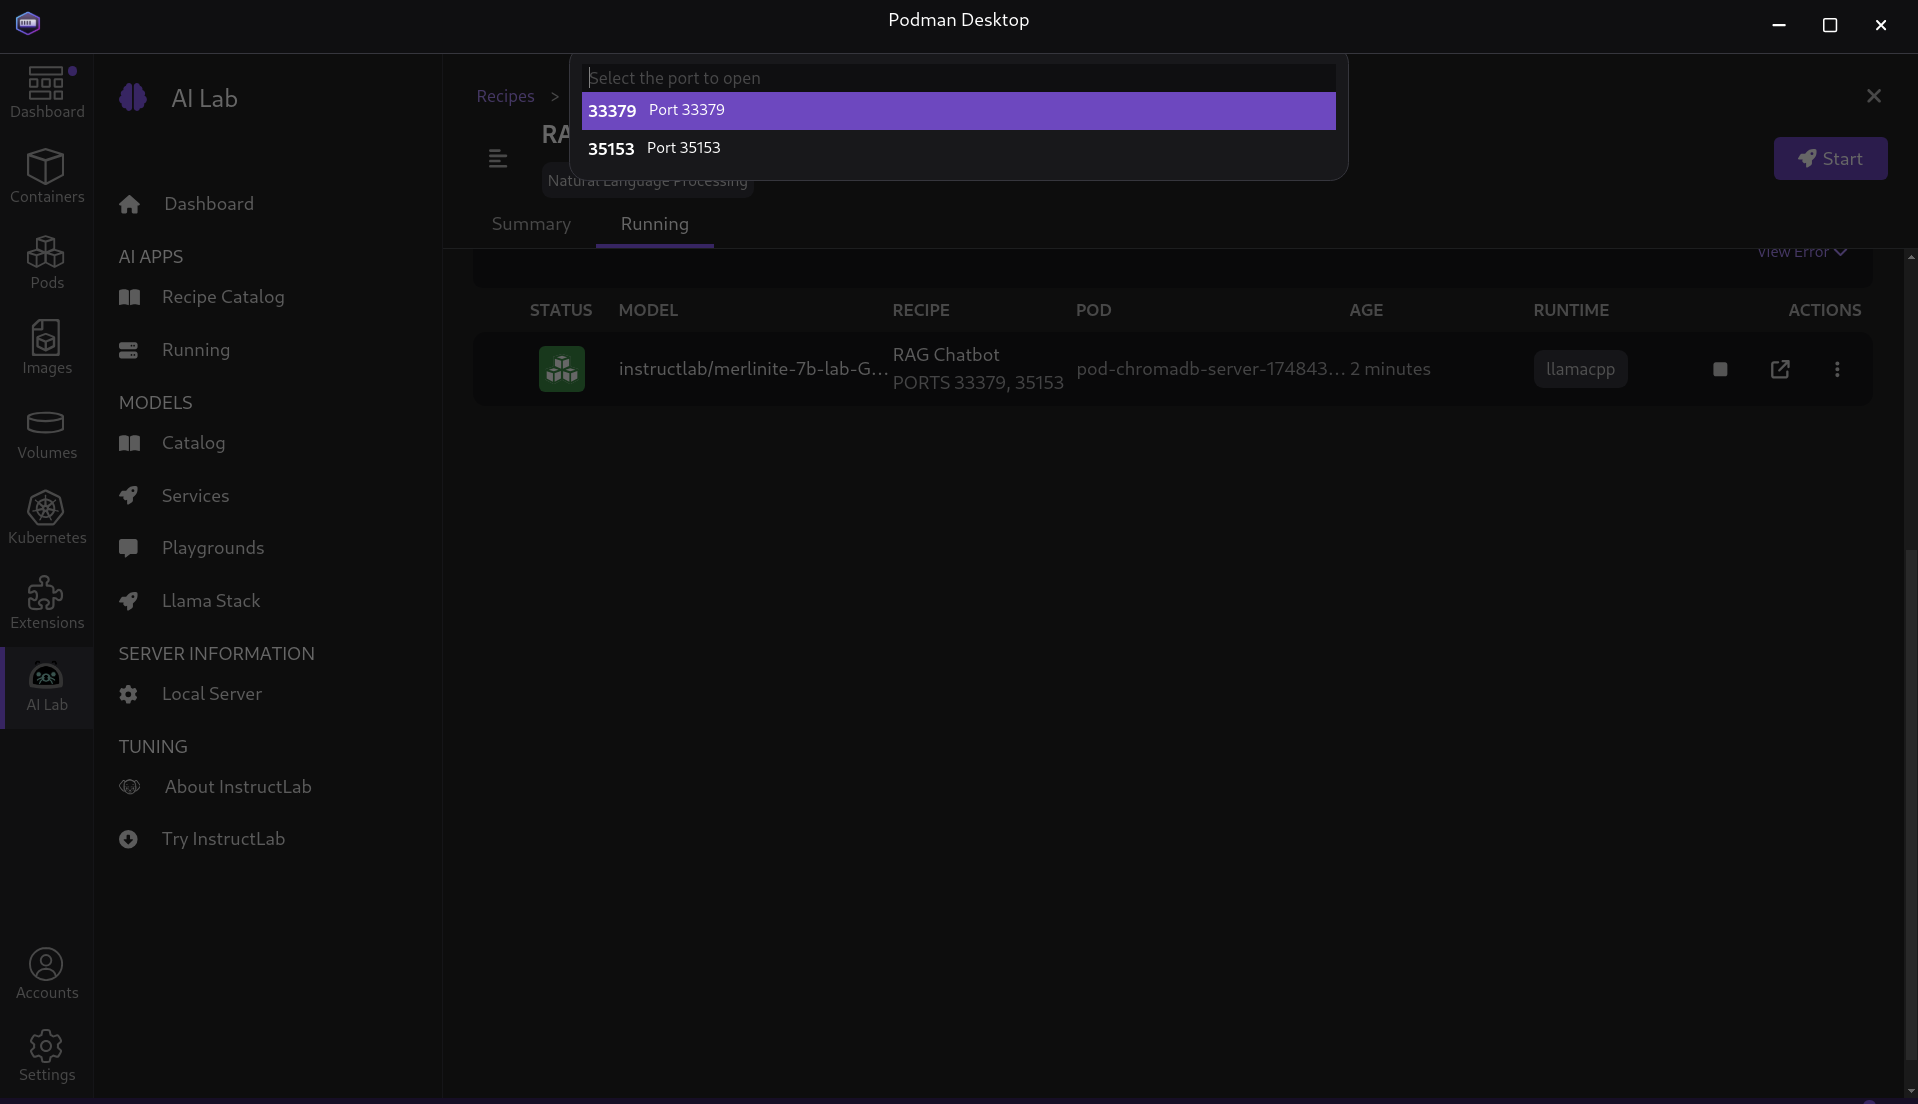 Podman Desktop
Dashboard
Containers
Pods
Images
Volumes
Kubernetes
Extensions
AI Lab
Accounts
Settings
AI Lab
Dashboard
AI APPS
Recipe Catalog
Running
MODELS
Catalog
Services
Playgrounds
Llama Stack
SERVER INFORMATION
Local Server
TUNING
About InstructLab
Try InstructLab
Select the port to open
33379 Port 33379
35153 Port 35153
Recipes >
RA
Natural Language Processing
Start
Summary Running
View Error
STATUS MODEL RECIPE POD AGE RUNTIME ACTIONS
instructlab/merlinite-7b-lab-G... RAG Chatbot pod-chromadb-server-174843... 2 minutes llamacpp
PORTS 33379, 35153